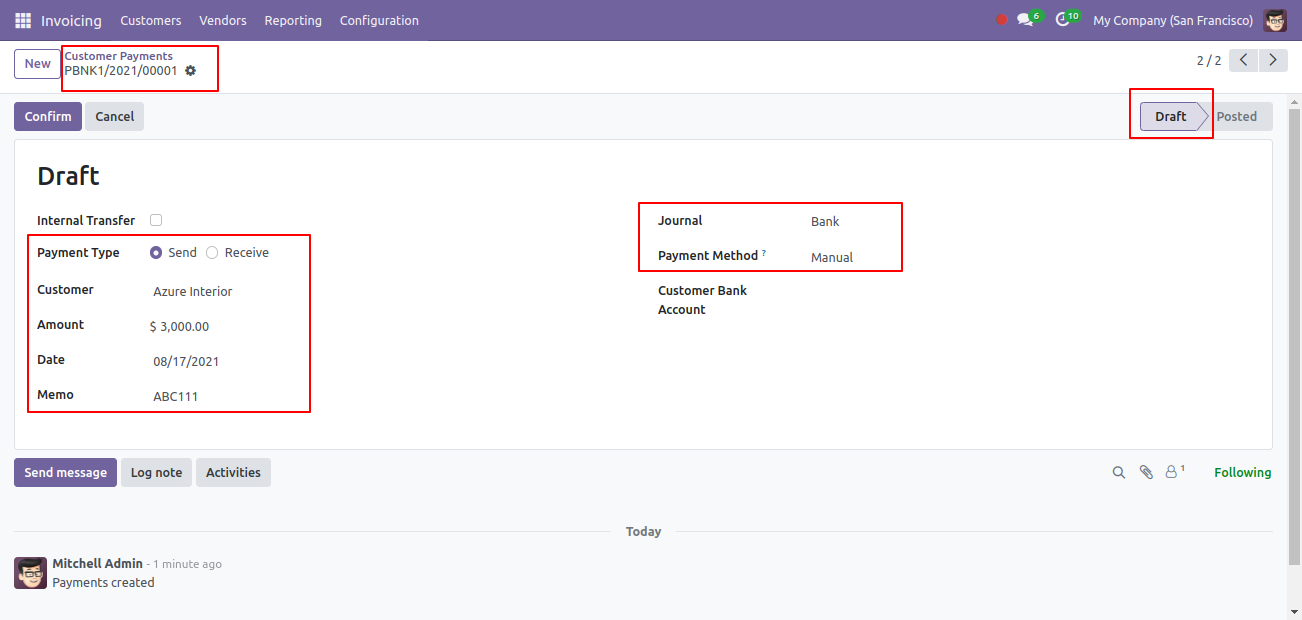 Invoicing Customers Vendors Reporting Configuration 6 10 My Company (San Francisco)
New Customer Payments
PBNK1/2021/00001 2 / 2
Confirm Cancel Draft Posted
Draft
Internal Transfer Journal Bank
Payment Type Send Receive Payment Method ? Manual
Customer Azure Interior Customer Bank Account
Amount $ 3,000.00
Date 08/17/2021
Memo ABC111
Send message Log note Activities 1 Following
Today
Mitchell Admin - 1 minute ago
Payments created